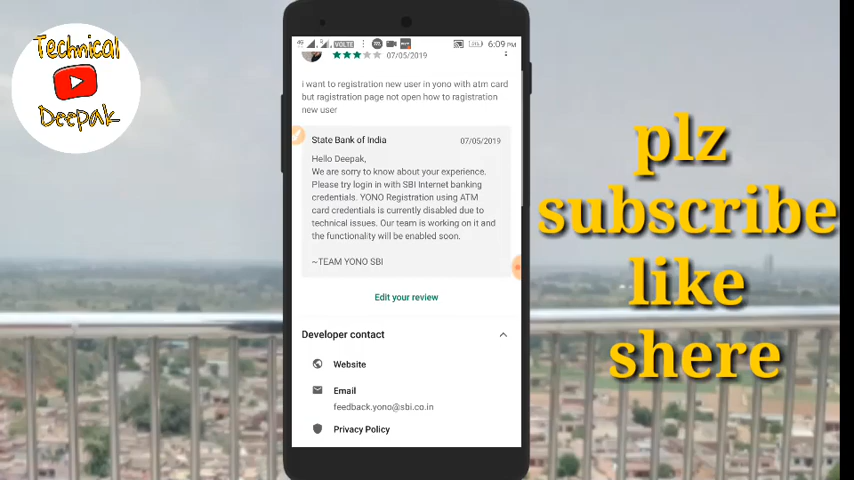 Technical
Deepak
VOLTE
6:09 PM
07/05/2019
i want to registration new user in yono with atm card
but ragistration page not open how to ragistration
new user
State Bank of India
07/05/2019
Hello Deepak,
We are sorry to know about your experience.
Please try login in with SBI Internet banking
credentials. YONO Registration using ATM
card credentials is currently disabled due to
technical issues. Our team is working on it and
the functionality will be enabled soon.
~TEAM YONO SBI
Edit your review
Developer contact
Website
Email
feedback.yono@sbi.co.in
Privacy Policy
plz
subscribe
like
shere